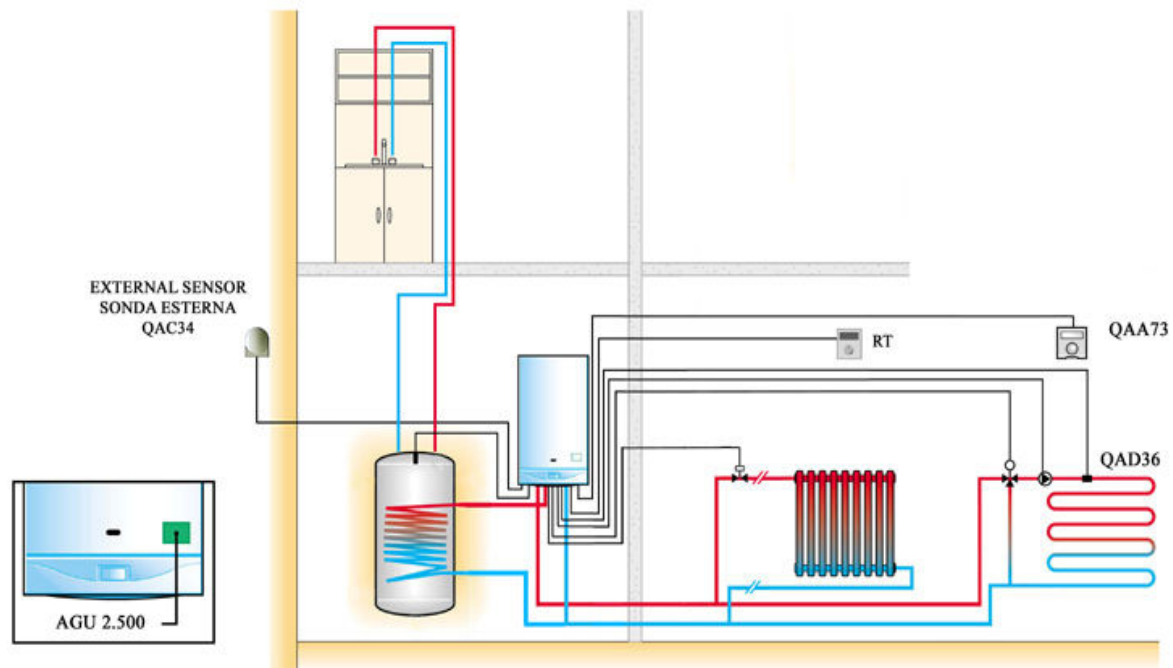 EXTERNAL SENSOR
SONDA ESTERNA
QAC34
RT
QAA73
QAD36
AGU 2.500